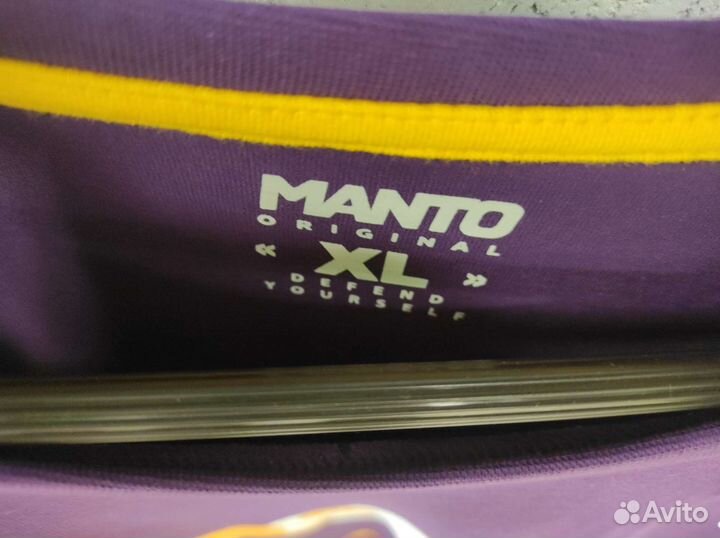 MANTO
ORIGINAL
« XL »
DEFEND
YOURSELF
Avito